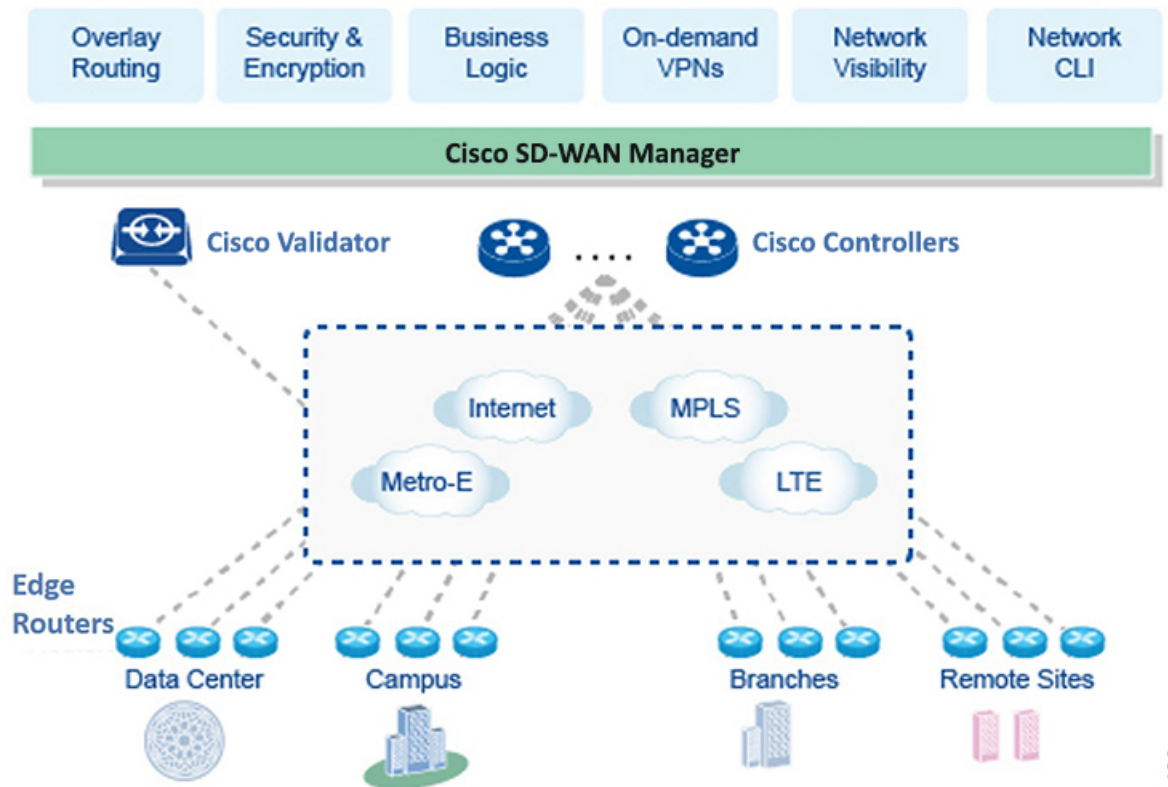 Overlay
Routing
Security &
Encryption
Business
Logic
On-demand
VPNs
Network
Visibility
Network
CLI
Cisco SD-WAN Manager
Cisco Validator
Cisco Controllers
Internet
MPLS
Metro-E
LTE
Edge
Routers
Data Center
Campus
Branches
Remote Sites